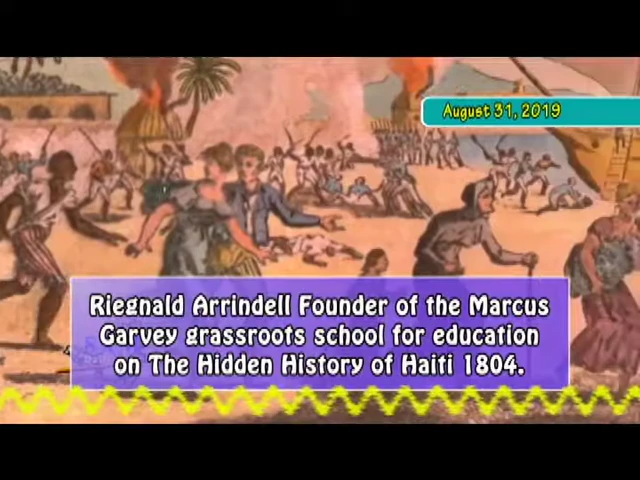 August 31, 2019
Riegnald Arrindell Founder of the Marcus
Garvey grassroots school for education
on The Hidden History of Haiti 1804.